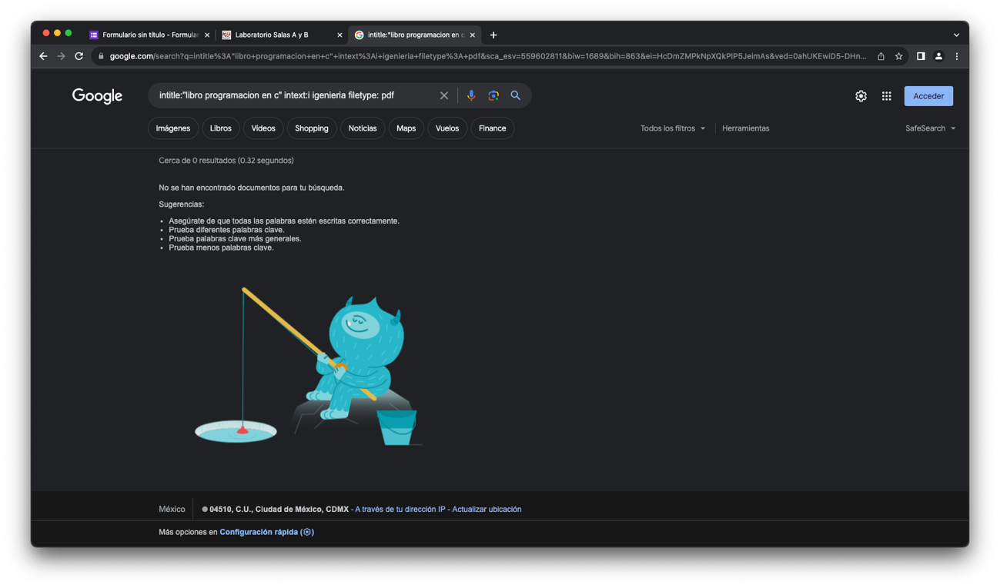 Formulario sin título - Formular
Laboratorio Salas A y B
intitle:"libro programacion en c
google.com/search?q=intitle%3A"libro+programacion+en+c"+intext%3Ai+igenieria+filetype%3A+pdf&sca_esv=559602811&biw=1689&bih=863&ei=HcDmZMPkNpXQkPIP5JeimAs&ved=0ahUKEwiD5-DHn...
Google
intitle:"libro programacion en c" intext:i igenieria filetype: pdf
Acceder
Imágenes
Libros
Videos
Shopping
Noticias
Maps
Vuelos
Finance
Todos los filtros
Herramientas
SafeSearch
Cerca de 0 resultados (0.32 segundos)
No se han encontrado documentos para tu búsqueda.
Sugerencias:
• Asegúrate de que todas las palabras estén escritas correctamente.
• Prueba diferentes palabras clave.
• Prueba palabras clave más generales.
• Prueba menos palabras clave.
México
04510, C.U., Ciudad de México, CDMX - A través de tu dirección IP - Actualizar ubicación
Más opciones en Configuración rápida ()